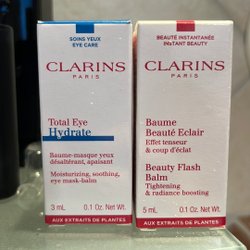 SOINS YEUX
EYE CARE
CLARINS
PARIS
Total Eye
Hydrate
Baume-masque yeux
désaltérant, apaisant
Moisturizing, soothing,
eye mask-balm
3 mL 0.1 Oz. Net Wt.
AUX EXTRAITS DE PLANTES
BEAUTÉ INSTANTANÉE
INSTANT BEAUTY
CLARINS
PARIS
Baume
Beauté Eclair
Effet tenseur
& coup d'éclat
Beauty Flash
Balm
Tightening
& radiance boosting
5 mL 0.1 Oz. Net Wt.
AUX EXTRAITS DE PLANTES